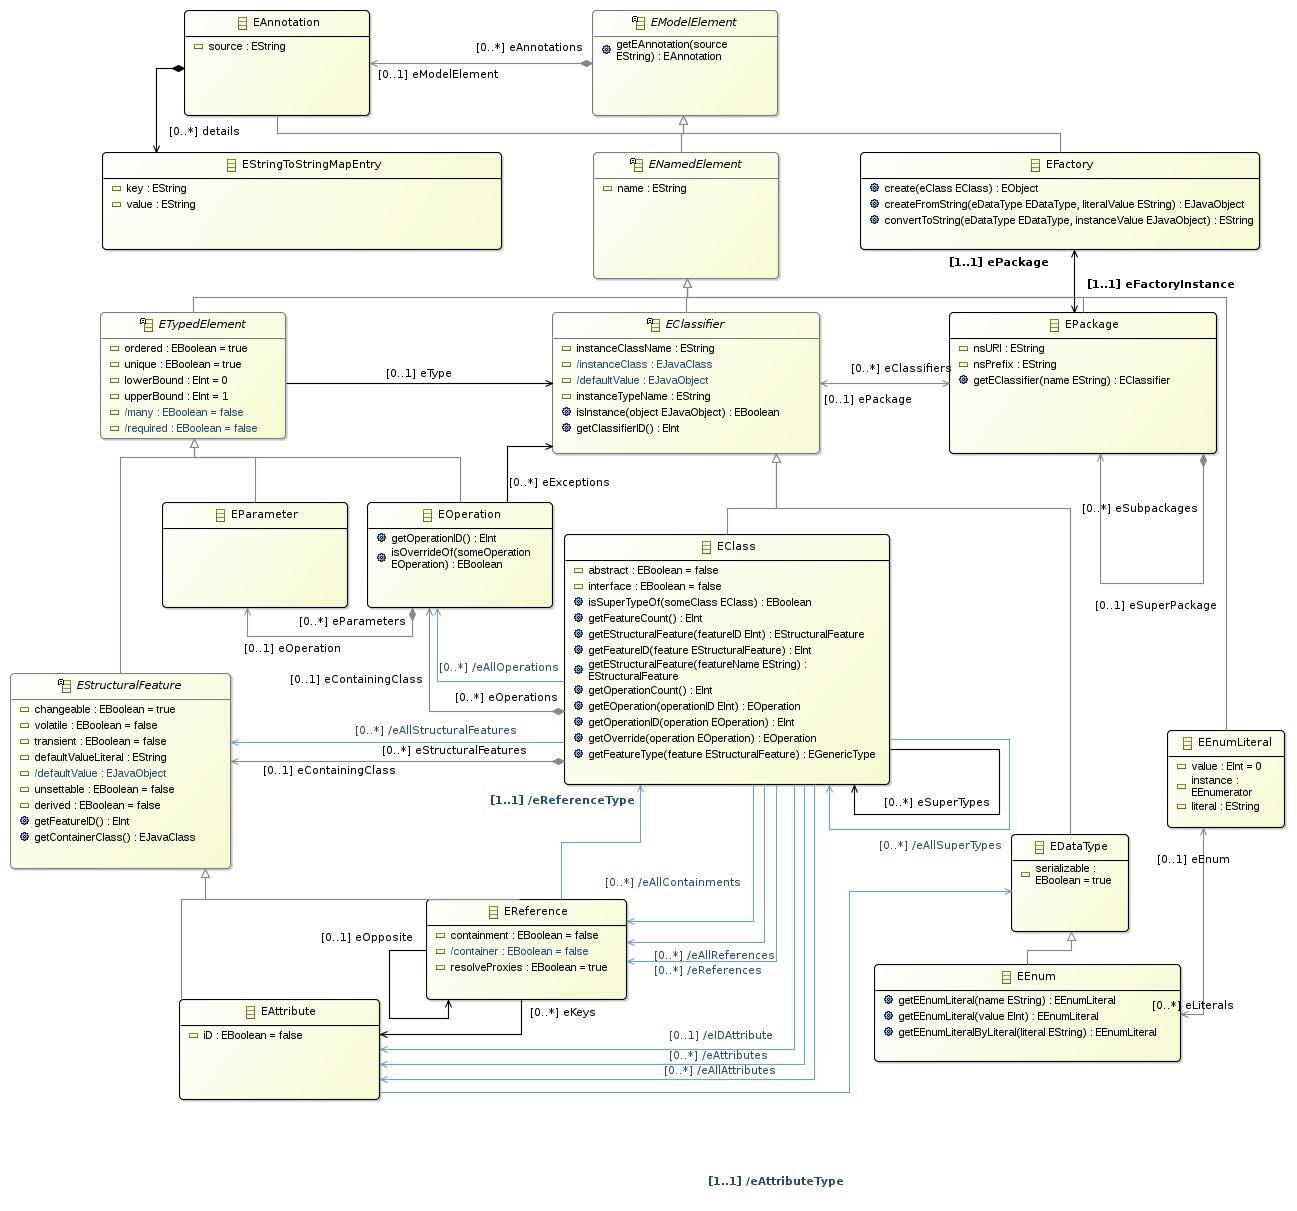 EAnnotation
source : EString
EModelElement
getEAnnotation(source
EString) : EAnnotation
[0..*] eAnnotations
[0..1] eModelElement
[0..*] details
EStringToStringMapEntry
key : EString
value : EString
ENamedElement
name : EString
EFactory
create(eClass EClass) : EObject
createFromString(eDataType EDataType, literalValue EString) : EJavaObject
convertToString(eDataType EDataType, instanceValue EJavaObject) : EString
[1..1] ePackage
[1..1] eFactoryInstance
ETypedElement
ordered : EBoolean = true
unique : EBoolean = true
lowerBound : EInt = 0
upperBound : EInt = 1
/many : EBoolean = false
/required : EBoolean = false
[0..1] eType
EClassifier
instanceClassName : EString
/instanceClass : EJavaClass
/defaultValue : EJavaObject
instanceTypeName : EString
isInstance(object EJavaObject) : EBoolean
getClassifierID() : EInt
[0..*] eClassifiers
[0..1] ePackage
EPackage
nsURI : EString
nsPrefix : EString
getEClassifier(name EString) : EClassifier
[0..*] eExceptions
[0..*] eSubpackages
[0..1] eSuperPackage
EParameter
EOperation
getOperationID() : EInt
isOverrideOf(someOperation
EOperation) : EBoolean
[0..*] eParameters
[0..1] eOperation
EClass
abstract : EBoolean = false
interface : EBoolean = false
isSuperTypeOf(someClass EClass) : EBoolean
getFeatureCount() : EInt
getEStructuralFeature(featureID EInt) : EStructuralFeature
getFeatureID(feature EStructuralFeature) : EInt
getEStructuralFeature(featureName EString) :
EStructuralFeature
getOperationCount() : EInt
getEOperation(operationID EInt) : EOperation
getOperationID(operation EOperation) : EInt
getOverride(operation EOperation) : EOperation
getFeatureType(feature EStructuralFeature) : EGenericType
[0..*] /eAllOperations
[0..1] eContainingClass
[0..*] eOperations
EStructuralFeature
changeable : EBoolean = true
volatile : EBoolean = false
transient : EBoolean = false
defaultValueLiteral : EString
/defaultValue : EJavaObject
unsettable : EBoolean = false
derived : EBoolean = false
getFeatureID() : EInt
getContainerClass() : EJavaClass
[0..*] /eAllStructuralFeatures
[0..*] eStructuralFeatures
[0..1] eContainingClass
[1..1] /eReferenceType
[0..*] eSuperTypes
[0..*] /eAllSuperTypes
EEnumLiteral
value : EInt = 0
instance :
EEnumerator
literal : EString
EDataType
serializable :
EBoolean = true
[0..1] eEnum
[0..*] /eAllContainments
EReference
containment : EBoolean = false
/container : EBoolean = false
resolveProxies : EBoolean = true
[0..1] eOpposite
[0..*] /eAllReferences
[0..*] /eReferences
EEnum
getEEnumLiteral(name EString) : EEnumLiteral
getEEnumLiteral(value EInt) : EEnumLiteral
getEEnumLiteralByLiteral(literal EString) : EEnumLiteral
[0..*] eLiterals
EAttribute
iD : EBoolean = false
[0..*] eKeys
[0..1] /eIDAttribute
[0..*] /eAttributes
[0..*] /eAllAttributes
[1..1] /eAttributeType